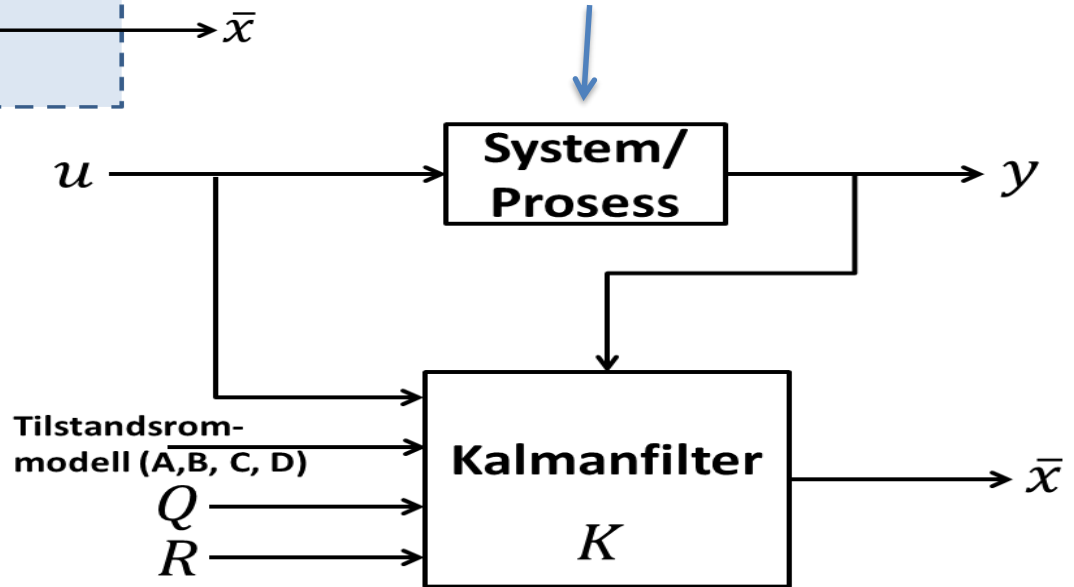 x̄
u
System/
Prosess
y
Tilstandsrom-
modell (A,B, C, D)
Q
R
Kalmanfilter
K
x̄